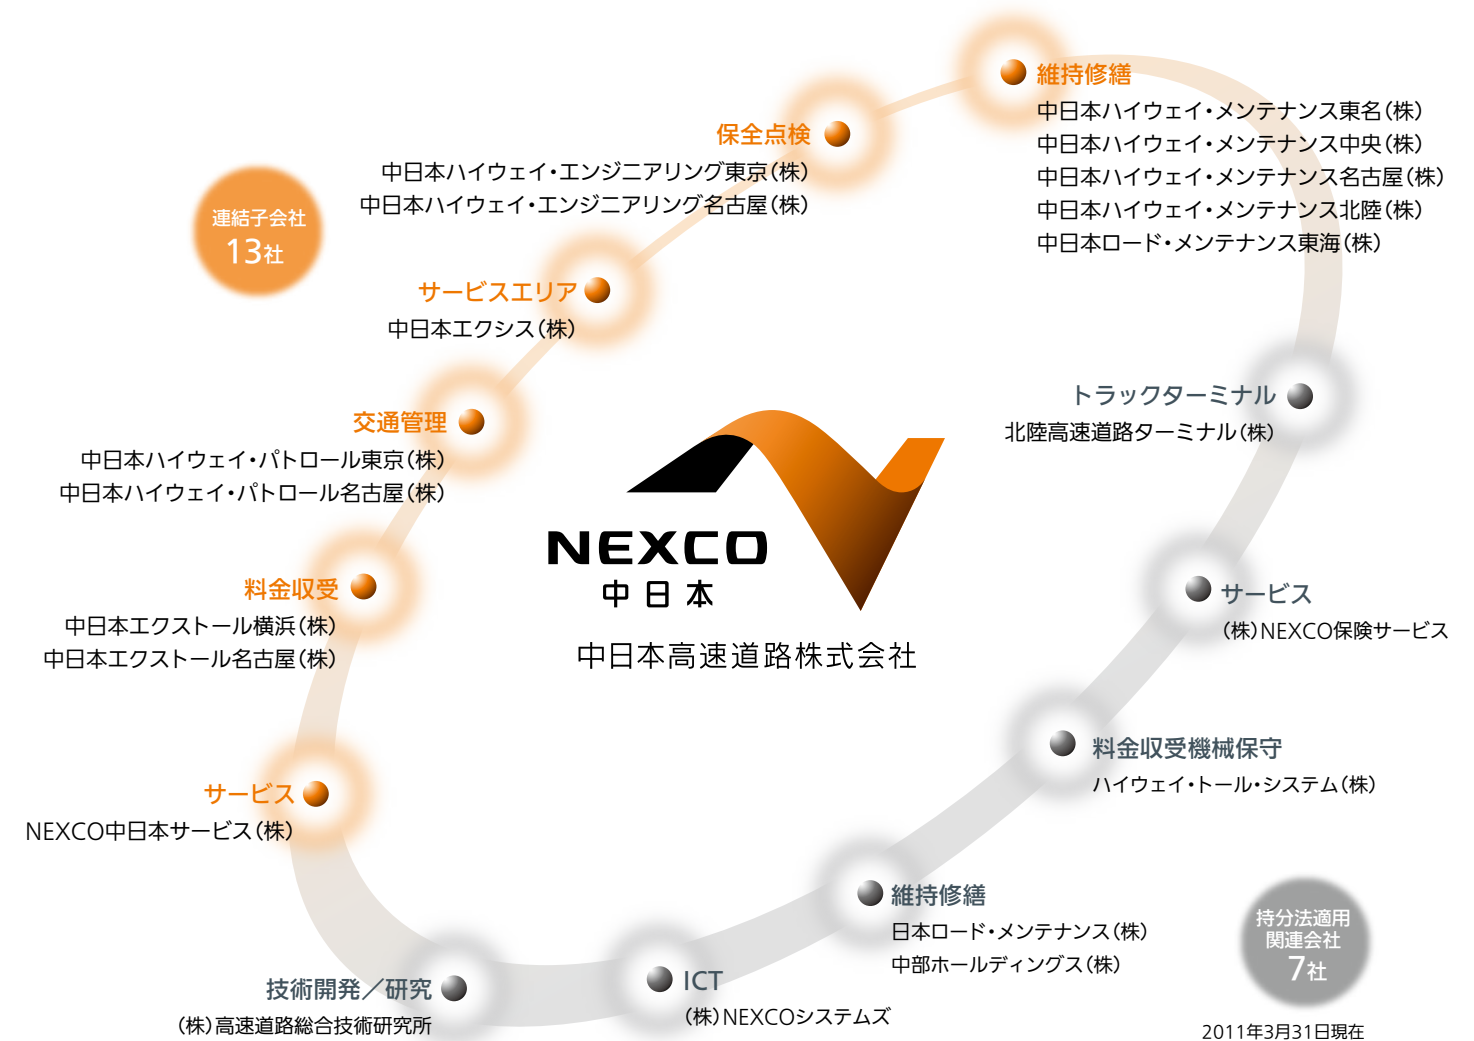 維持修繕
中日本ハイウェイ・メンテナンス東名(株)
中日本ハイウェイ・メンテナンス中央(株)
中日本ハイウェイ・メンテナンス名古屋(株)
中日本ハイウェイ・メンテナンス北陸(株)
中日本ロード・メンテナンス東海(株)
保全点検
中日本ハイウェイ・エンジニアリング東京(株)
中日本ハイウェイ・エンジニアリング名古屋(株)
連結子会社
13社
サービスエリア
中日本エクシス(株)
交通管理
中日本ハイウェイ・パトロール東京(株)
中日本ハイウェイ・パトロール名古屋(株)
料金収受
中日本エクストール横浜(株)
中日本エクストール名古屋(株)
サービス
NEXCO中日本サービス(株)
NEXCO
中日本
中日本高速道路株式会社
トラックターミナル
北陸高速道路ターミナル(株)
サービス
(株)NEXCO保険サービス
料金収受機械保守
ハイウェイ・トール・システム(株)
維持修繕
日本ロード・メンテナンス(株)
中部ホールディングス(株)
ICT
(株)NEXCOシステムズ
技術開発/研究
(株)高速道路総合技術研究所
持分法適用
関連会社
7社
2011年3月31日現在